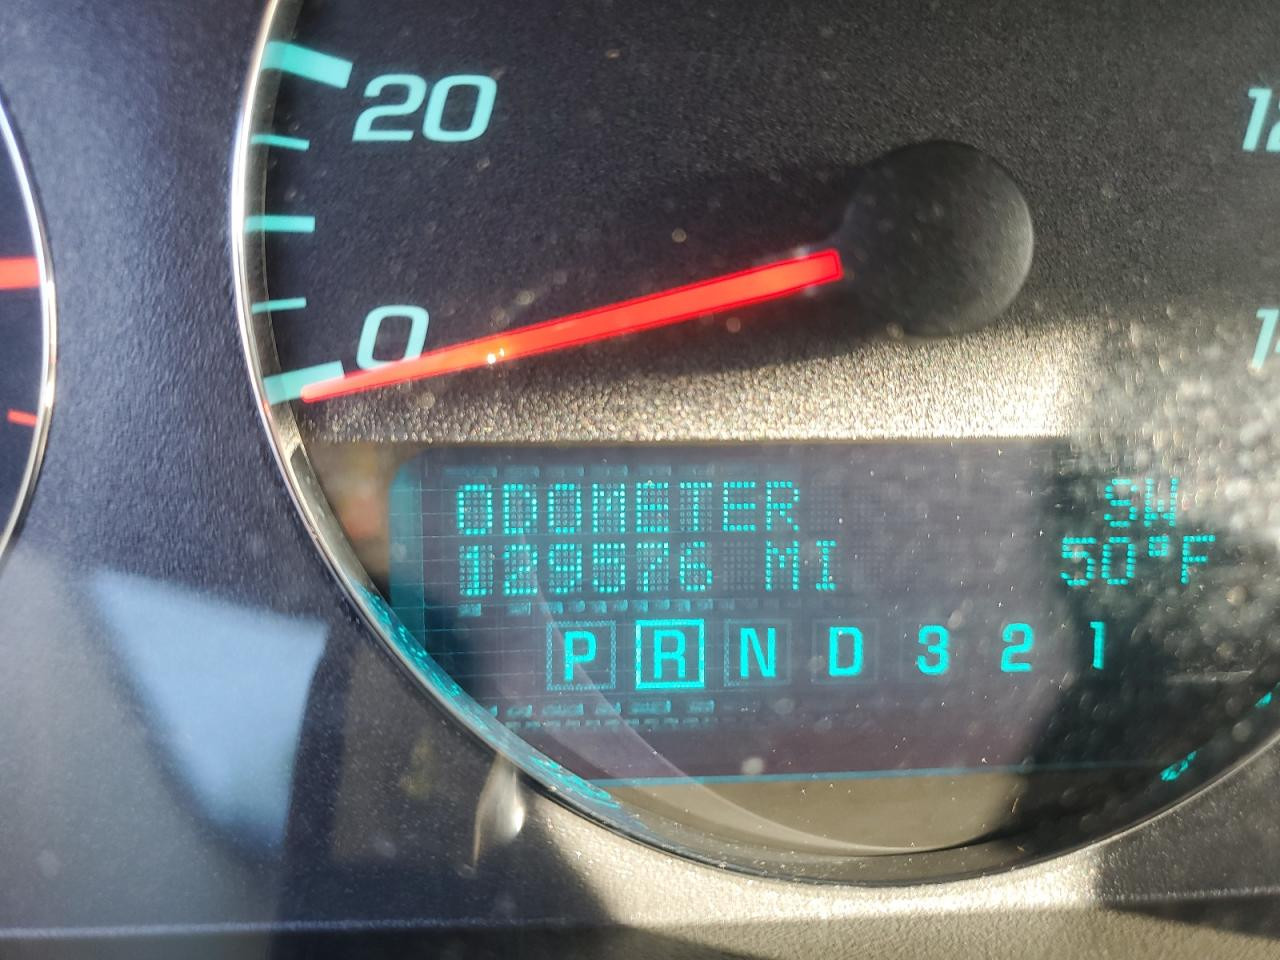 20
0
ODOMETER SW
129576 MI 50°F
P R N D 3 2 1